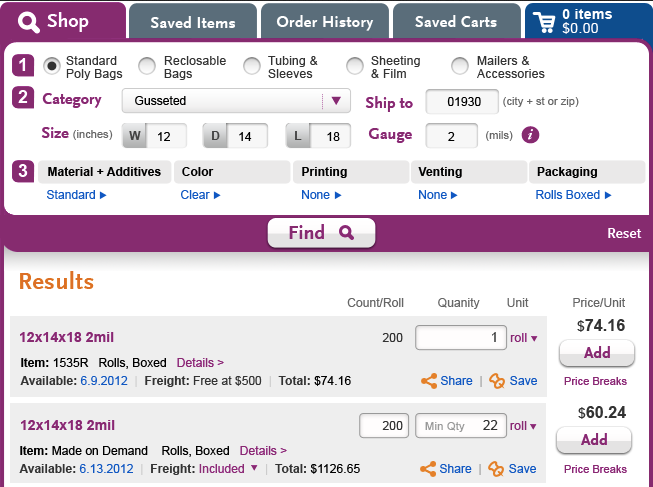 Shop Saved Items Order History Saved Carts 0 items
$0.00
1 Standard Poly Bags Reclosable Bags Tubing & Sleeves Sheeting & Film Mailers & Accessories
2 Category Gusseted Ship to 01930 (city + st or zip)
Size (inches) W 12 D 14 L 18 Gauge 2 (mils) i
3 Material + Additives Color Printing Venting Packaging
Standard Clear None None Rolls Boxed
Find Reset
Results
Count/Roll Quanity Unit Price/Unit
12x14x18 2mil 200 1 roll $74.16
Add
Item: 1535R Rolls, Boxed Details >
Available: 6.9.2012 Freight: Free at $500 Total: $74.16 Share Save Price Breaks
12x14x18 2mil 200 Min Qty 22 roll $60.24
Add
Item: Made on Demand Rolls, Boxed Details >
Available: 6.13.2012 Freight: Included Total: $1126.65 Share Save Price Breaks